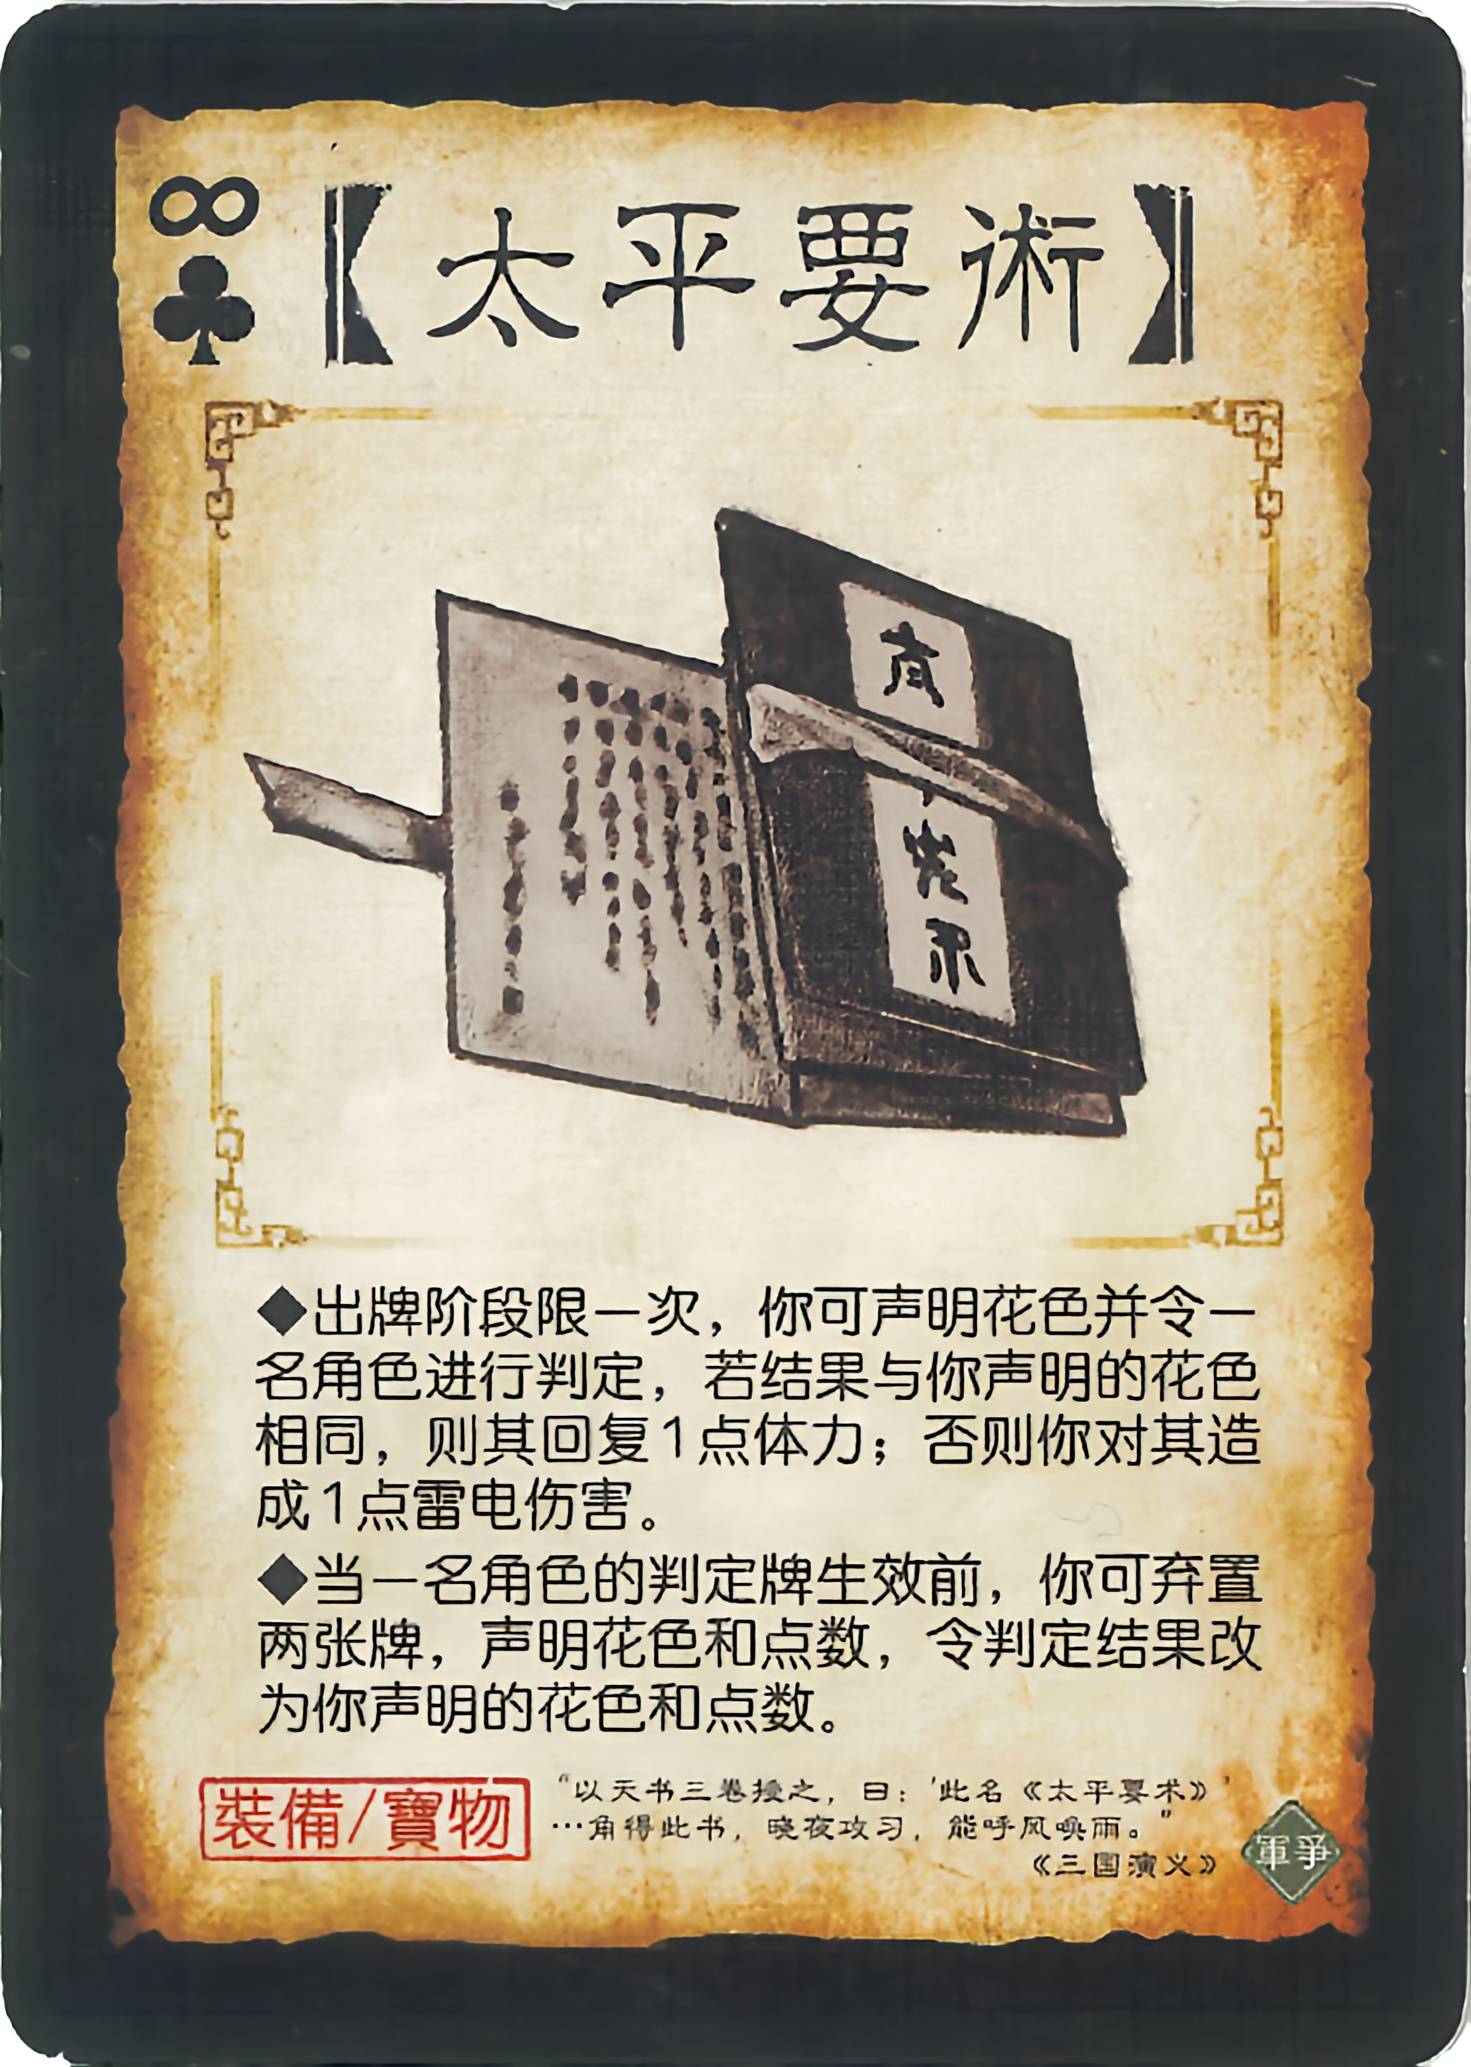 8
【太平要術】
◆出牌阶段限一次，你可声明花色并令一
名角色进行判定，若结果与你声明的花色
相同，则其回复1点体力；否则你对其造
成1点雷电伤害。
◆当一名角色的判定牌生效前，你可弃置
两张牌，声明花色和点数，令判定结果改
为你声明的花色和点数。
裝備/寶物
“以天书三卷授之，曰：‘此名《太平要术》’
…角得此书，晓夜攻习，能呼风唤雨。”
《三国演义》
軍爭